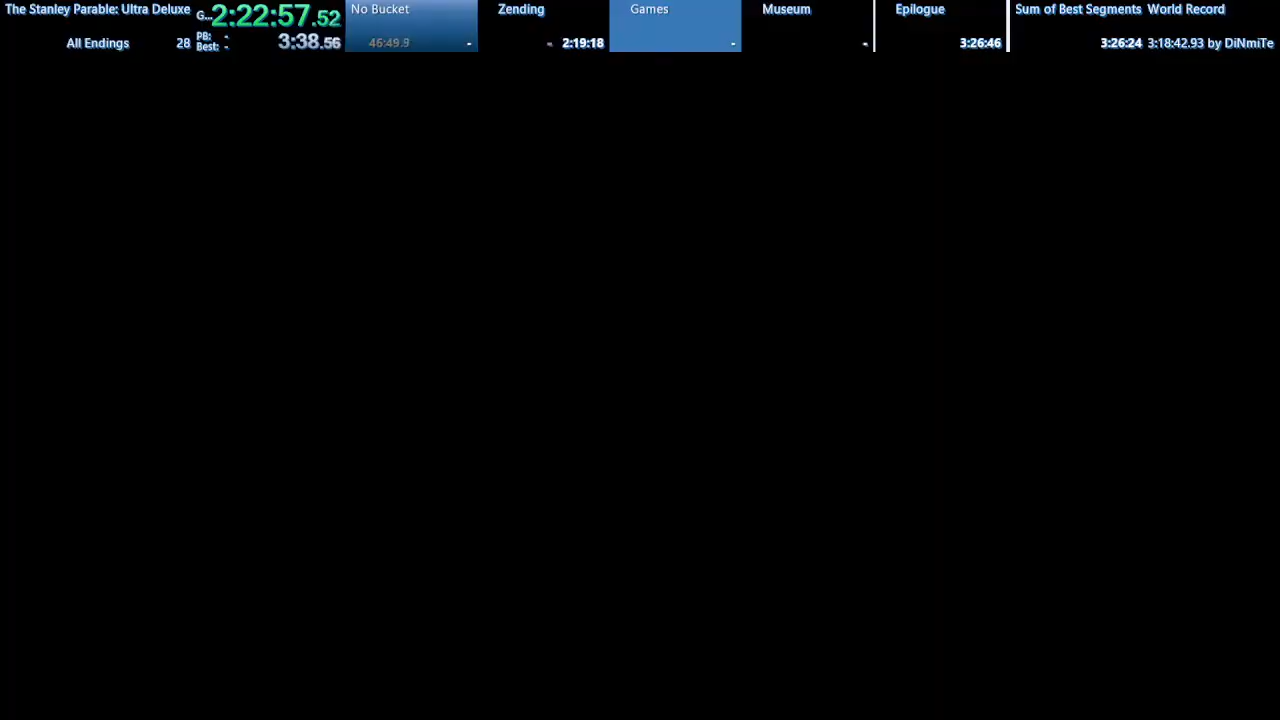 The Stanley Parable: Ultra Deluxe
All Endings 28
G... 2:22:57.52
PB: -
Best: -
3:38.56
No Bucket
46:49.9 -
Zending
- 2:19:18
Games
-
Museum
-
Epilogue
3:26:46
Sum of Best Segments World Record
3:26:24 3:18:42.93 by DiNmiTe